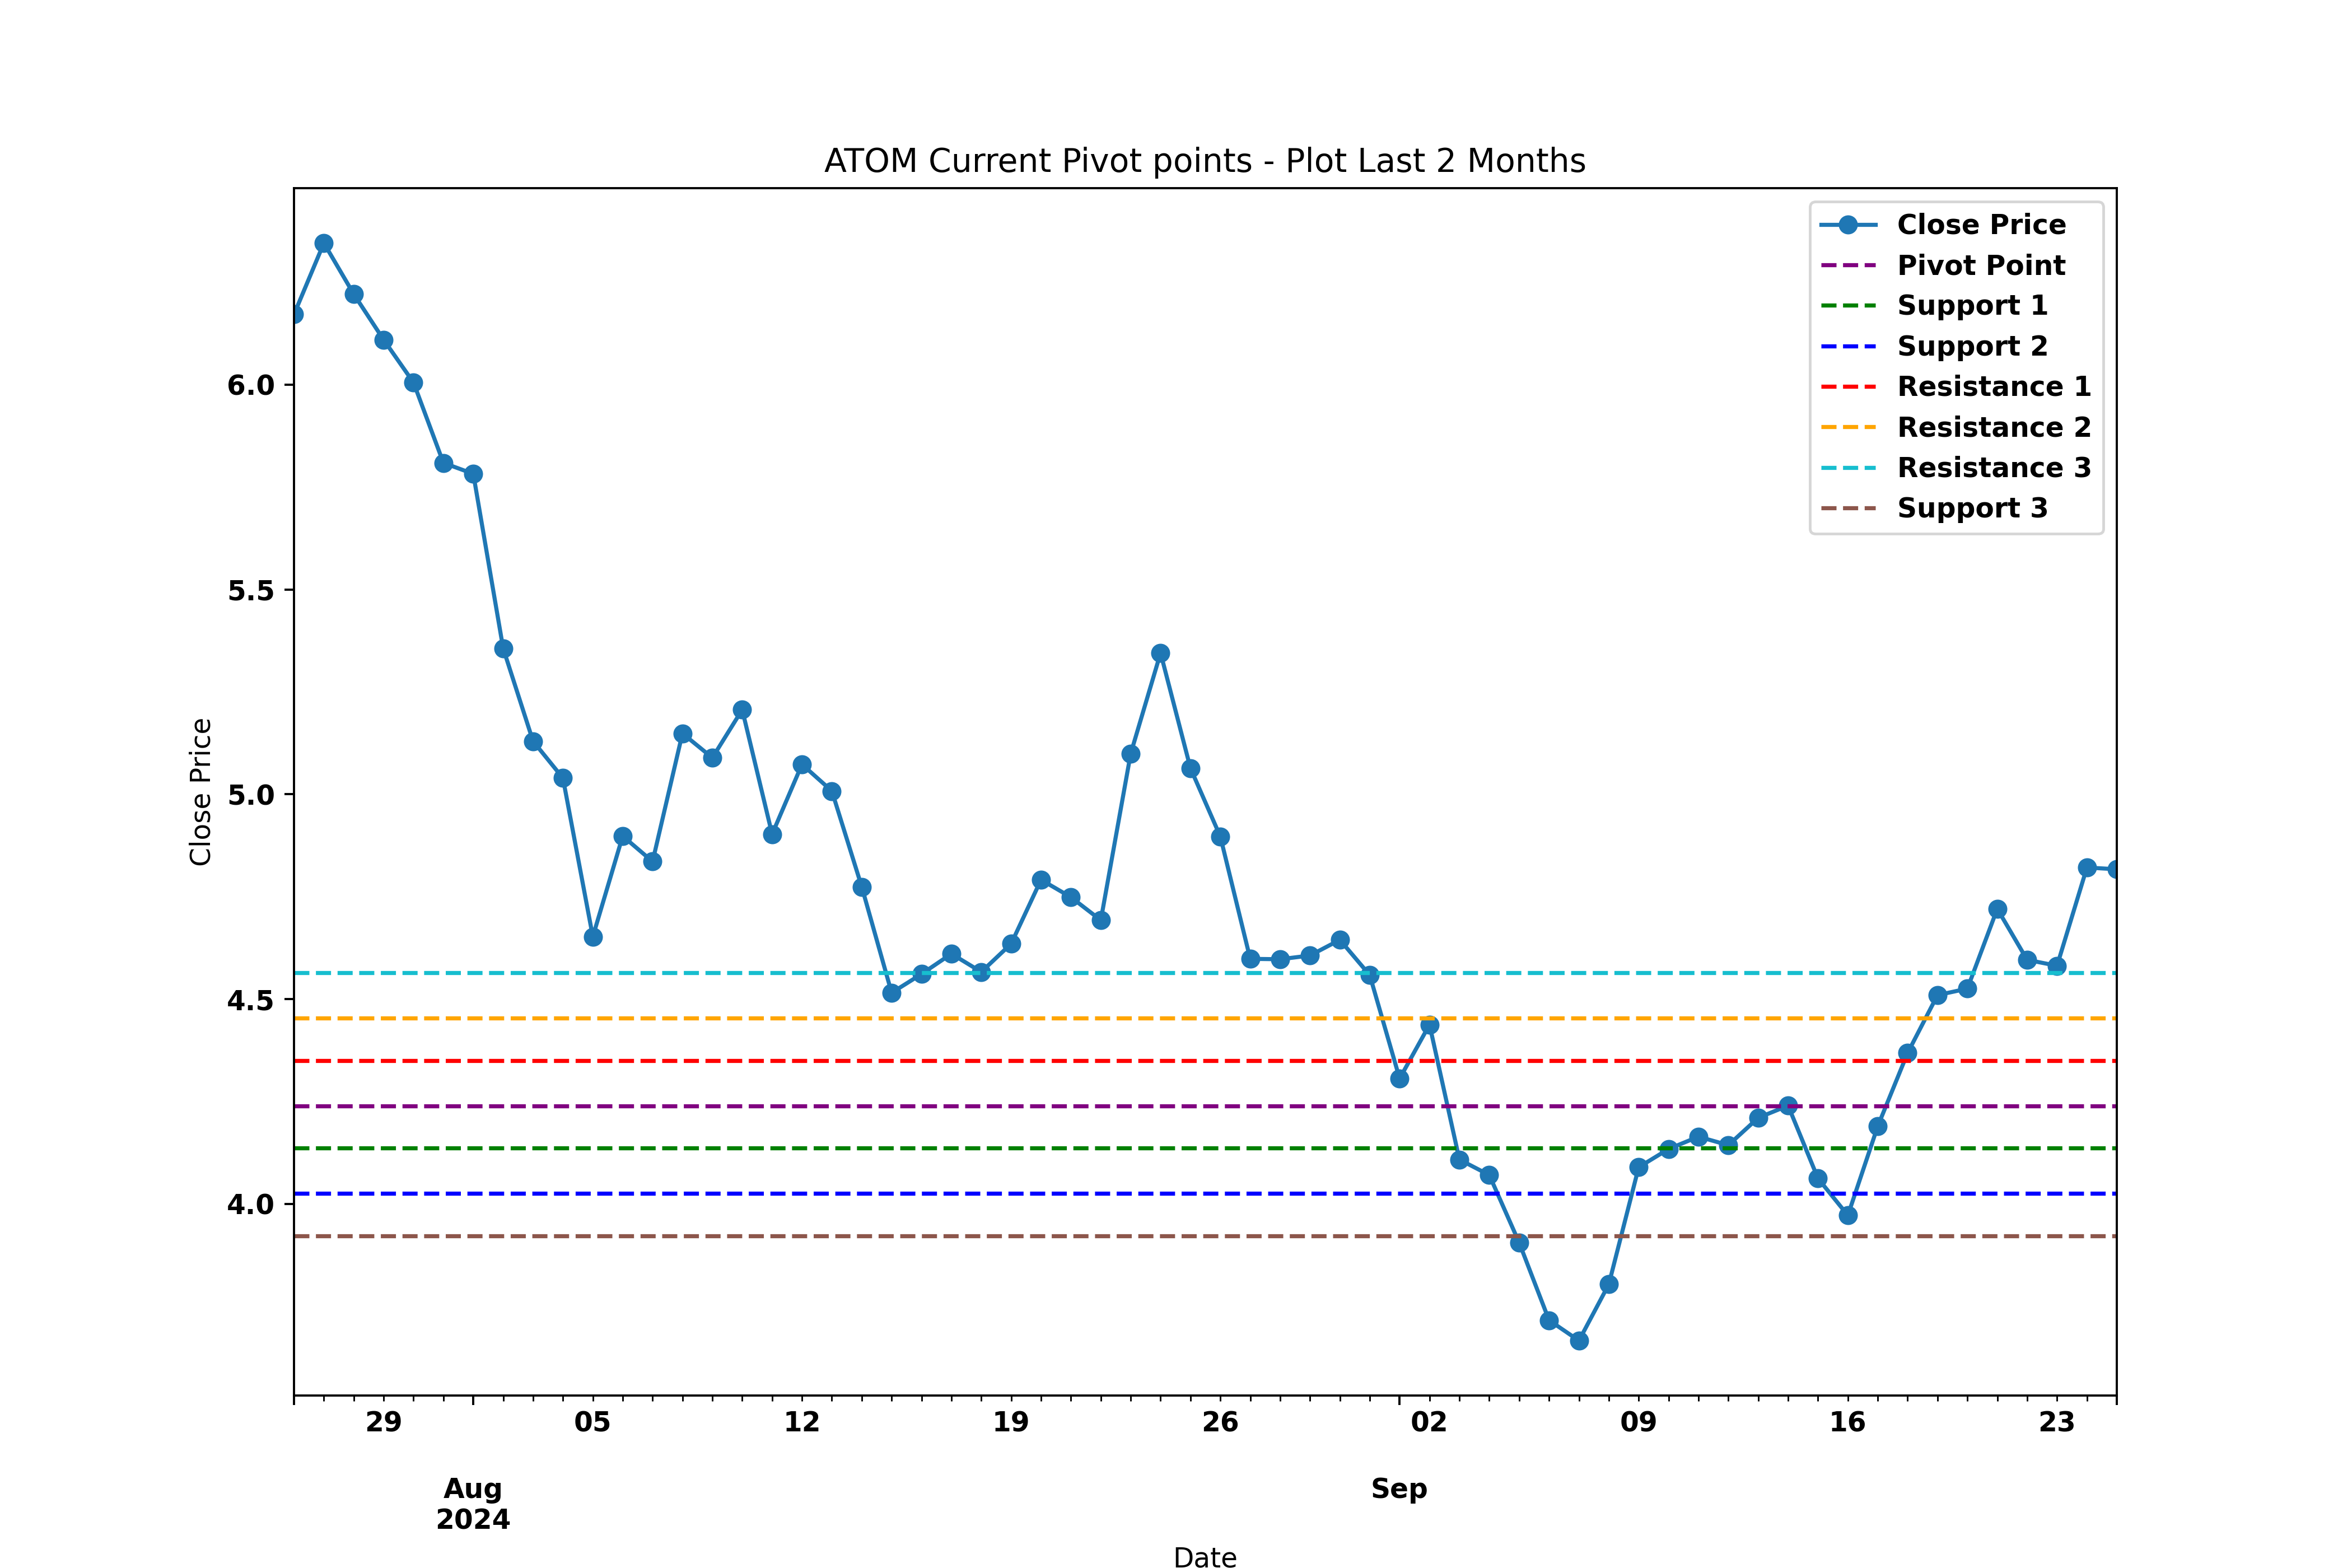 ATOM Current Pivot points - Plot Last 2 Months
Close Price
Pivot Point
Support 1
Support 2
Resistance 1
Resistance 2
Resistance 3
Support 3
Close Price
6.0
5.5
5.0
4.5
4.0
29 05 12 19 26 02 09 16 23
Aug Sep
2024
Date